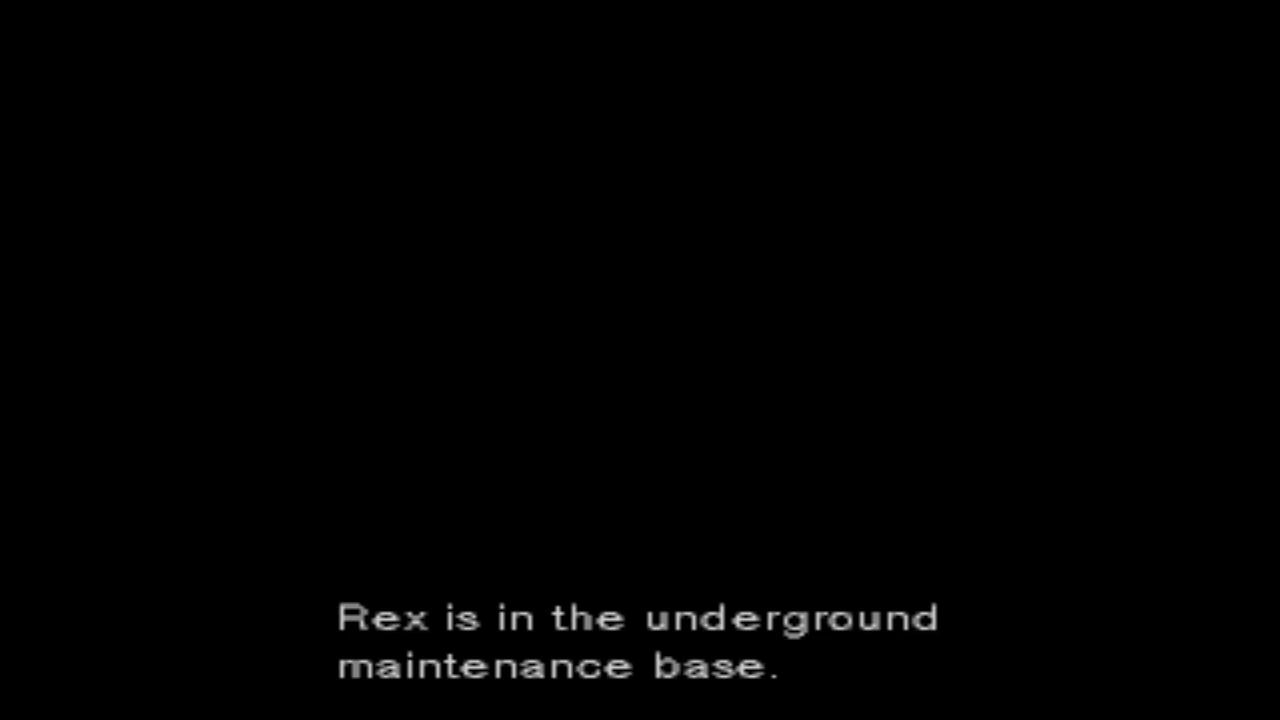 Rex is in the underground
maintenance base.